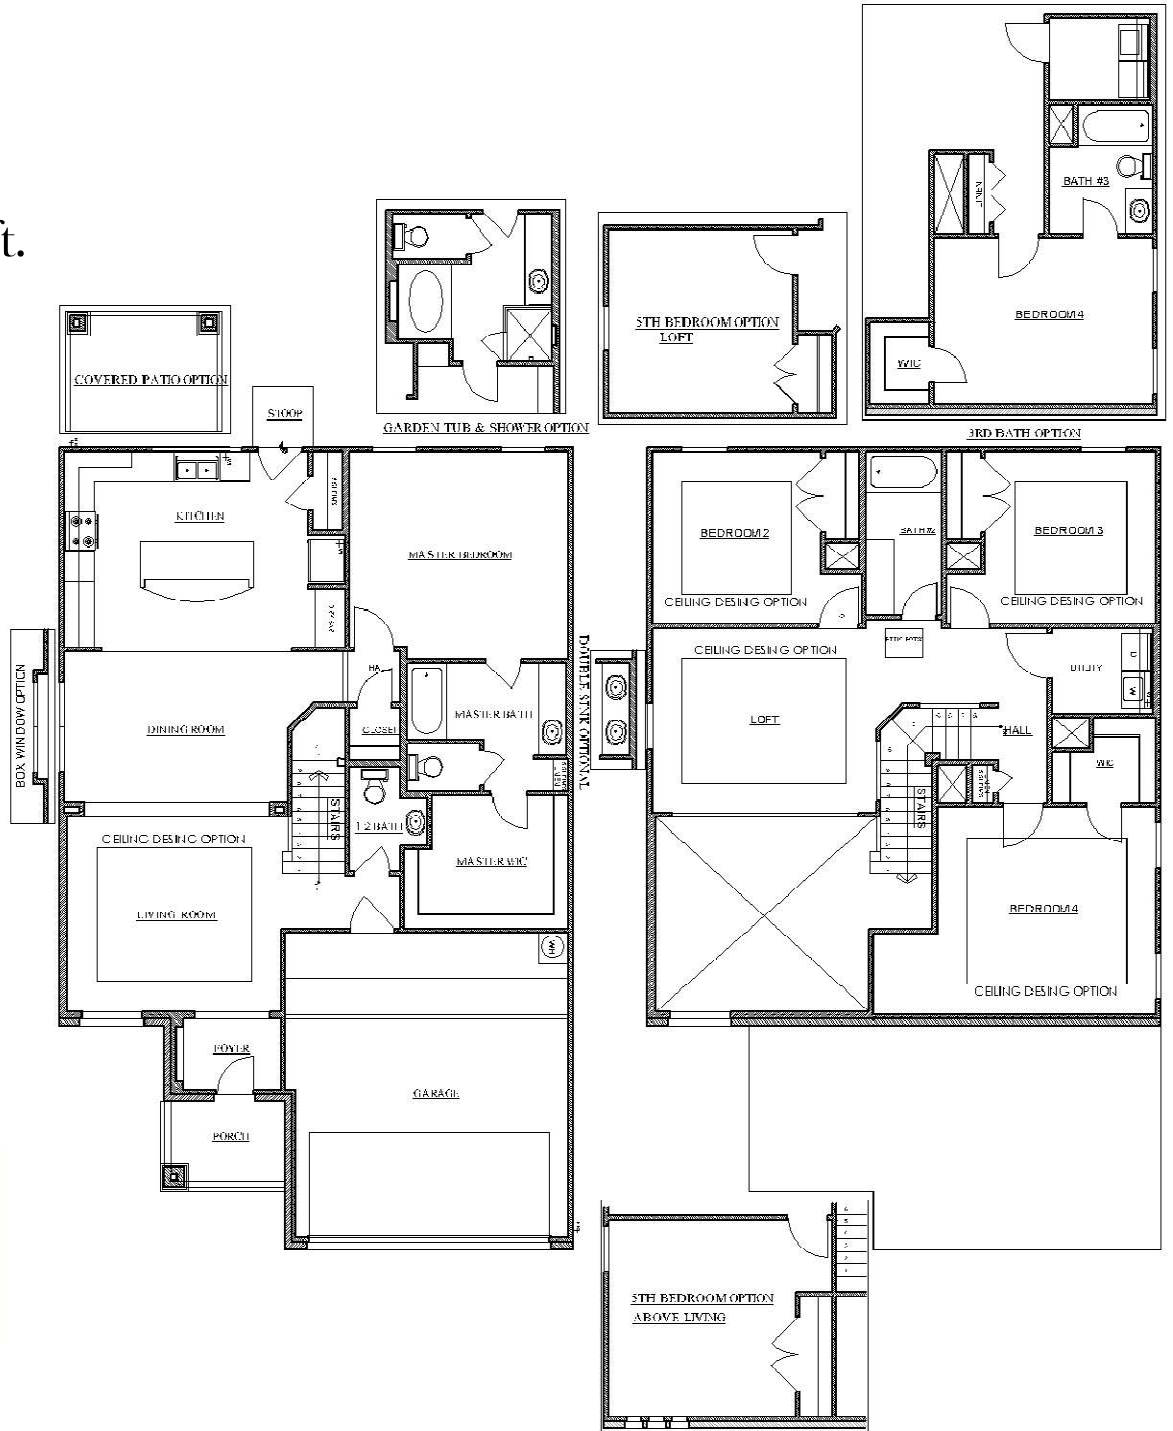 ft.
BATH #3
LINEN
BEDROOM 4
WIC
3RD BATH OPTION
5TH BEDROOM OPTION
LOFT
GARDEN TUB & SHOWER OPTION
COVERED PATIO OPTION
STOOP
KITCHEN
MASTER BEDROOM
BOX WINDOW OPTION
DINING ROOM
CLOSET
MASTER BATH
DOUBLE SINK OPTIONAL
STAIRS
1/2 BATH
MASTER WIC
CEILING DESING OPTION
LIVING ROOM
WH
FOYER
GARAGE
PORCH
BEDROOM 2
CEILING DESING OPTION
BATH #2
BEDROOM 3
CEILING DESING OPTION
CEILING DESING OPTION
LOFT
UTILITY
D
W
HALL
WIC
STAIRS
BEDROOM 4
CEILING DESING OPTION
5TH BEDROOM OPTION
ABOVE LIVING